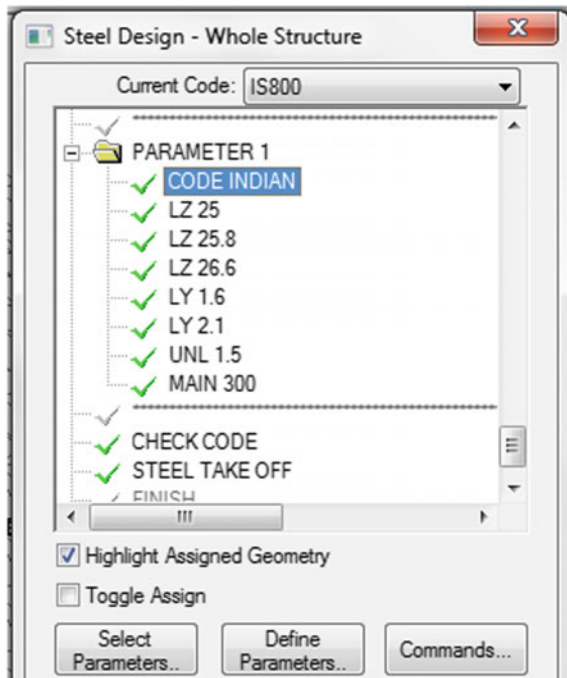 Steel Design - Whole Structure
Current Code: IS800
PARAMETER 1
CODE INDIAN
LZ 25
LZ 25.8
LZ 26.6
LY 1.6
LY 2.1
UNL 1.5
MAIN 300
CHECK CODE
STEEL TAKE OFF
FINISH
Highlight Assigned Geometry
Toggle Assign
Select Parameters..
Define Parameters..
Commands...